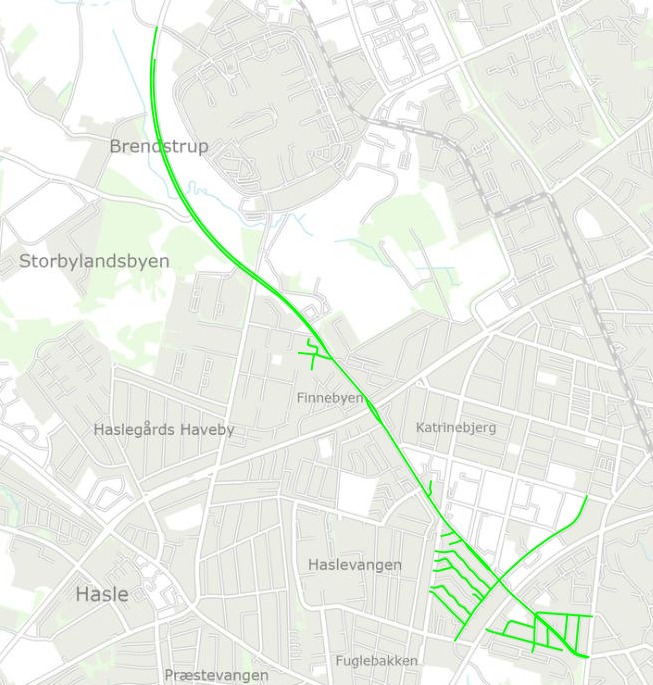 Brendstrup
Storbylandsbyen
Finnebyen
Haslegårds Haveby
Katrinebjerg
Haslevangen
Hasle
Fuglebakken
Præstevangen